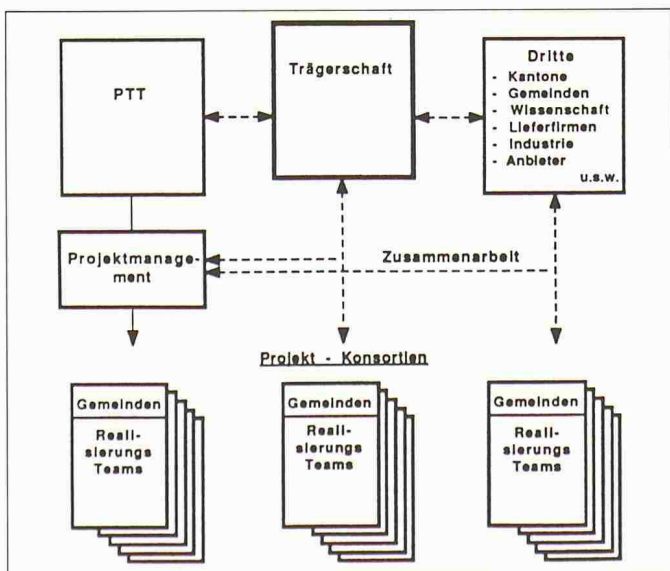 PTT
Trägerschaft
Dritte
- Kantone
- Gemeinden
- Wissenschaft
- Lieferfirmen
- Industrie
- Anbieter
u.s.w.
Projektmanage-
ment
Zusammenarbeit
Projekt - Konsortien
Gemeinden
Reali-
sierungs
Teams
Gemeinden
Reali-
sierungs
Teams
Gemeinden
Reali-
sierungs
Teams